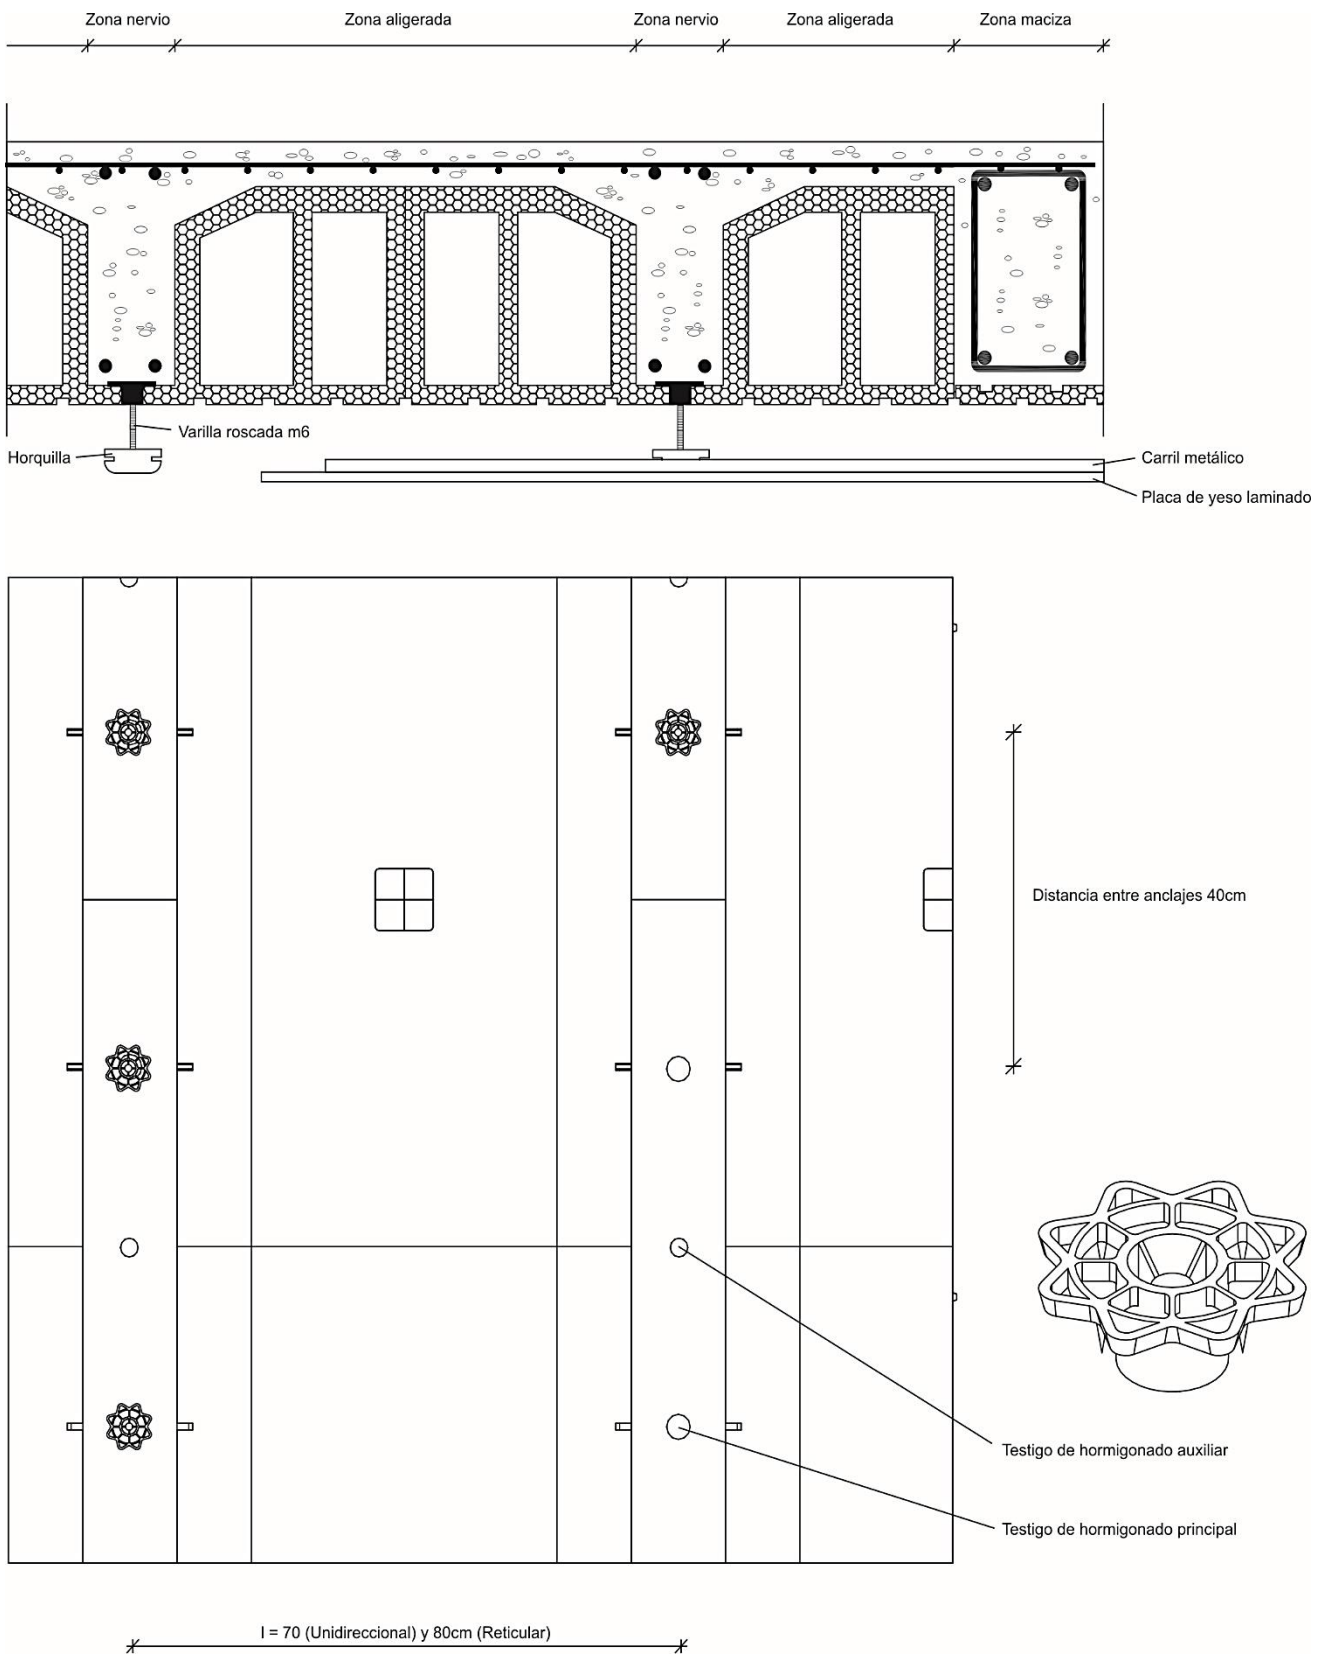 Zona nervio
Zona aligerada
Zona nervio
Zona aligerada
Zona maciza
Varilla roscada m6
Horquilla
Carril metálico
Placa de yeso laminado
Distancia entre anclajes 40cm
Testigo de hormigonado auxiliar
Testigo de hormigonado principal
I = 70 (Unidireccional) y 80cm (Reticular)